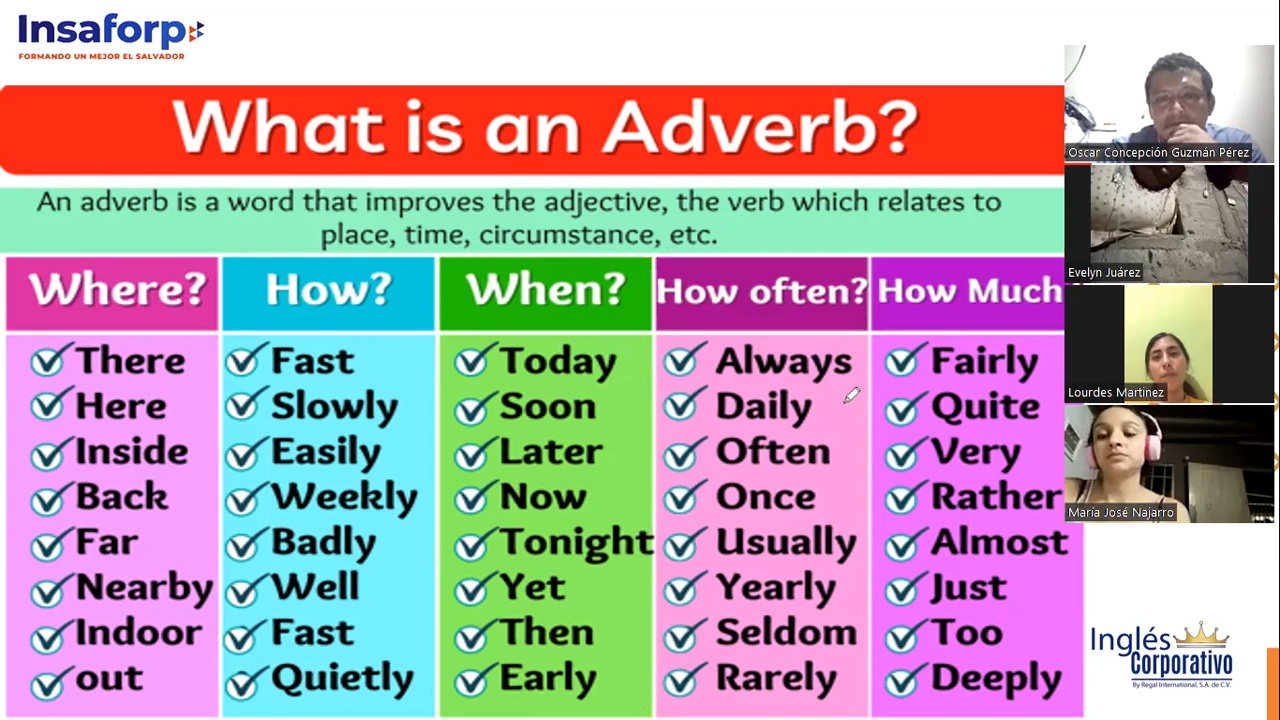 Insaforp
FORMANDO UN MEJOR EL SALVADOR
What is an Adverb?
An adverb is a word that improves the adjective, the verb which relates to
place, time, circumstance, etc.
Where?
There
Here
Inside
Back
Far
Nearby
Indoor
out
How?
Fast
Slowly
Easily
Weekly
Badly
Well
Fast
Quietly
When?
Today
Soon
Later
Now
Tonight
Yet
Then
Early
How often?
Always
Daily
Often
Once
Usually
Yearly
Seldom
Rarely
How Much
Fairly
Quite
Very
Rather
Almost
Just
Too
Deeply
Oscar Concepción Guzmán Pérez
Evelyn Juárez
Lourdes Martinez
María José Najarro
Inglés
Corporativo
By Regal International, S.A. de C.V.